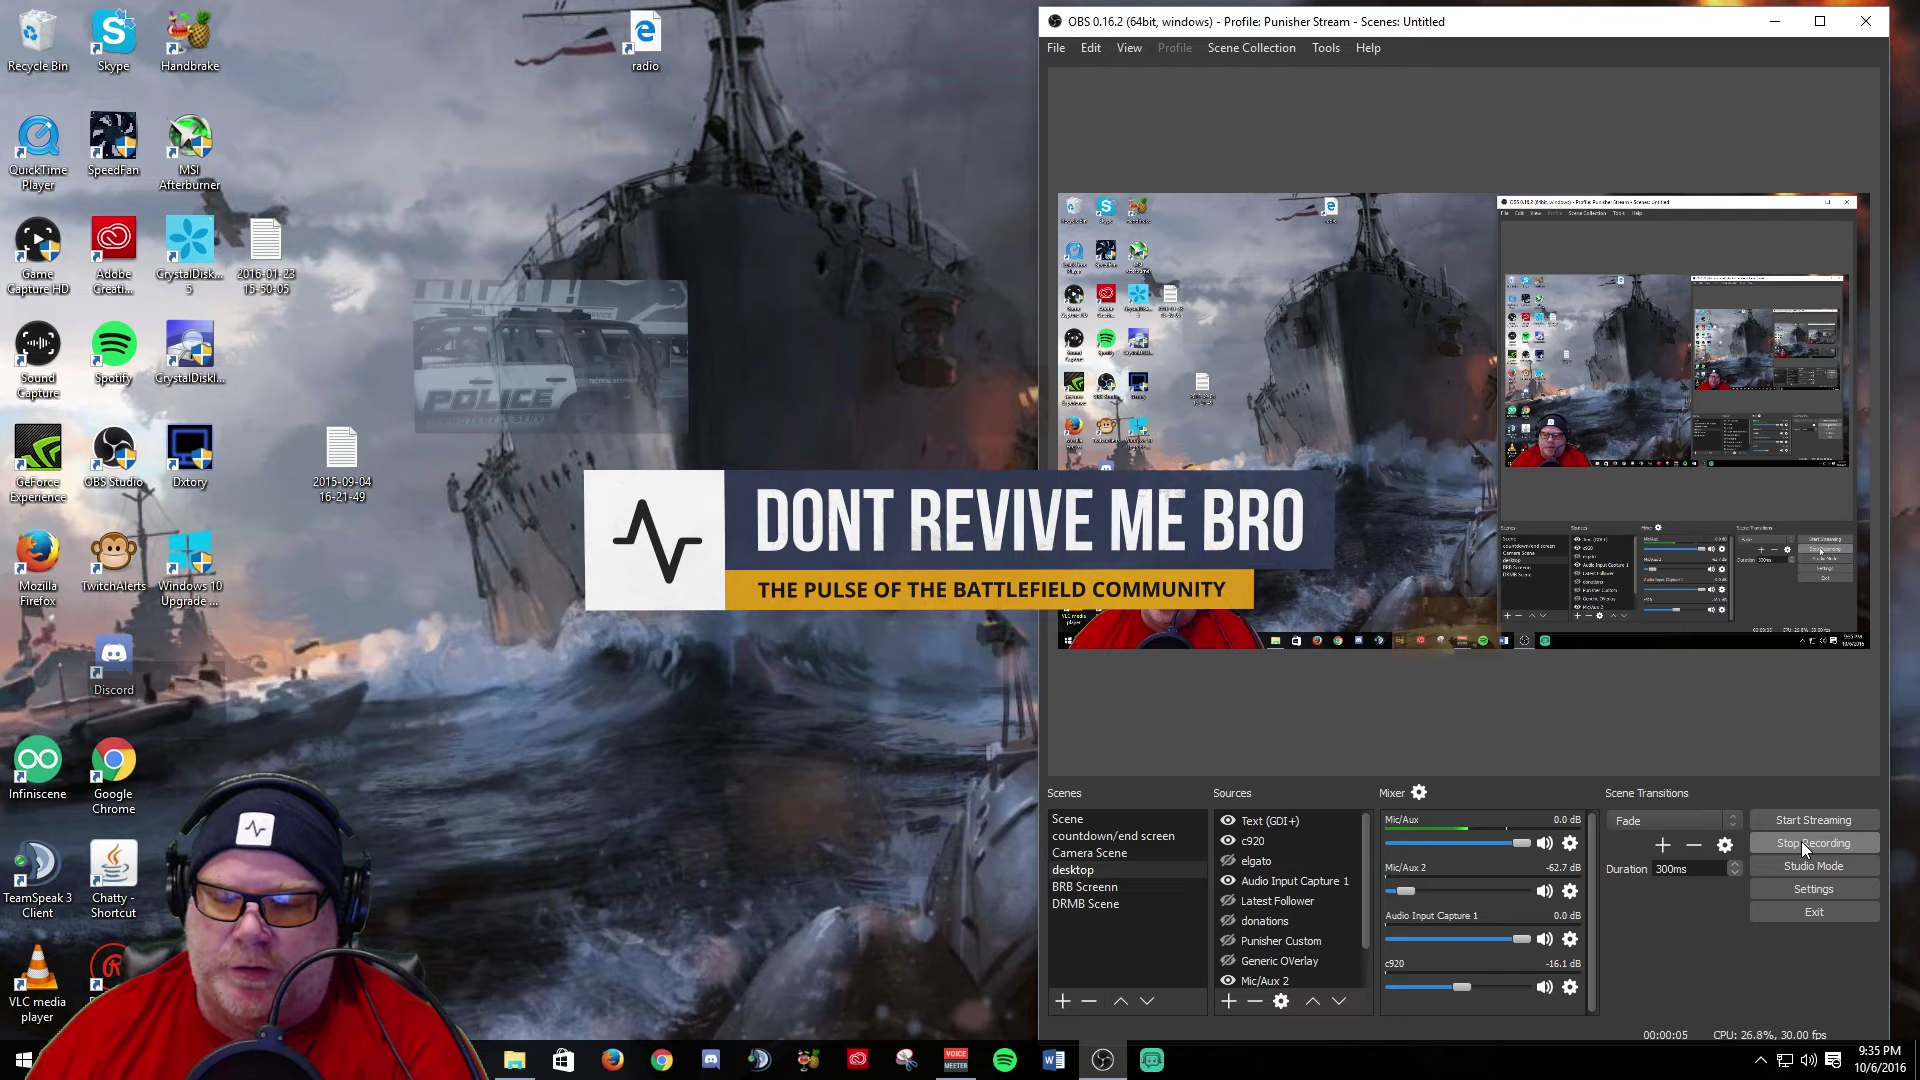 Recycle Bin
Skype
Handbrake
radio
QuickTime
Player
SpeedFan
MSI
Afterburner
Game
Capture HD
Adobe
Creati...
CrystalDisk...
5
2016-01-23
15-50-05
Sound
Capture
Spotify
CrystalDiskI...
GeForce
Experience
OBS Studio
Dxtory
2015-09-04
16-21-49
Mozilla
Firefox
TwitchAlerts
Windows 10
Upgrade ...
Discord
Infiniscene
Google
Chrome
TeamSpeak 3
Client
Chatty -
Shortcut
VLC media
player
POLICE
DONT REVIVE ME BRO
THE PULSE OF THE BATTLEFIELD COMMUNITY
OBS 0.16.2 (64bit, windows) - Profile: Punisher Stream - Scenes: Untitled
File Edit View Profile Scene Collection Tools Help
Scenes
Scene
countdown/end screen
Camera Scene
desktop
BRB Screenn
DRMB Scene
Sources
Text (GDI+)
c920
elgato
Audio Input Capture 1
Latest Follower
donations
Punisher Custom
Generic OVerlay
Mic/Aux 2
Mixer
Mic/Aux 0.0 dB
Mic/Aux 2 -62.7 dB
Audio Input Capture 1 0.0 dB
c920 -16.1 dB
Scene Transitions
Fade
Duration 300ms
Start Streaming
Stop Recording
Studio Mode
Settings
Exit
00:00:05 CPU: 26.8%, 30.00 fps
VOICE
MEETER
9:35 PM
10/6/2016